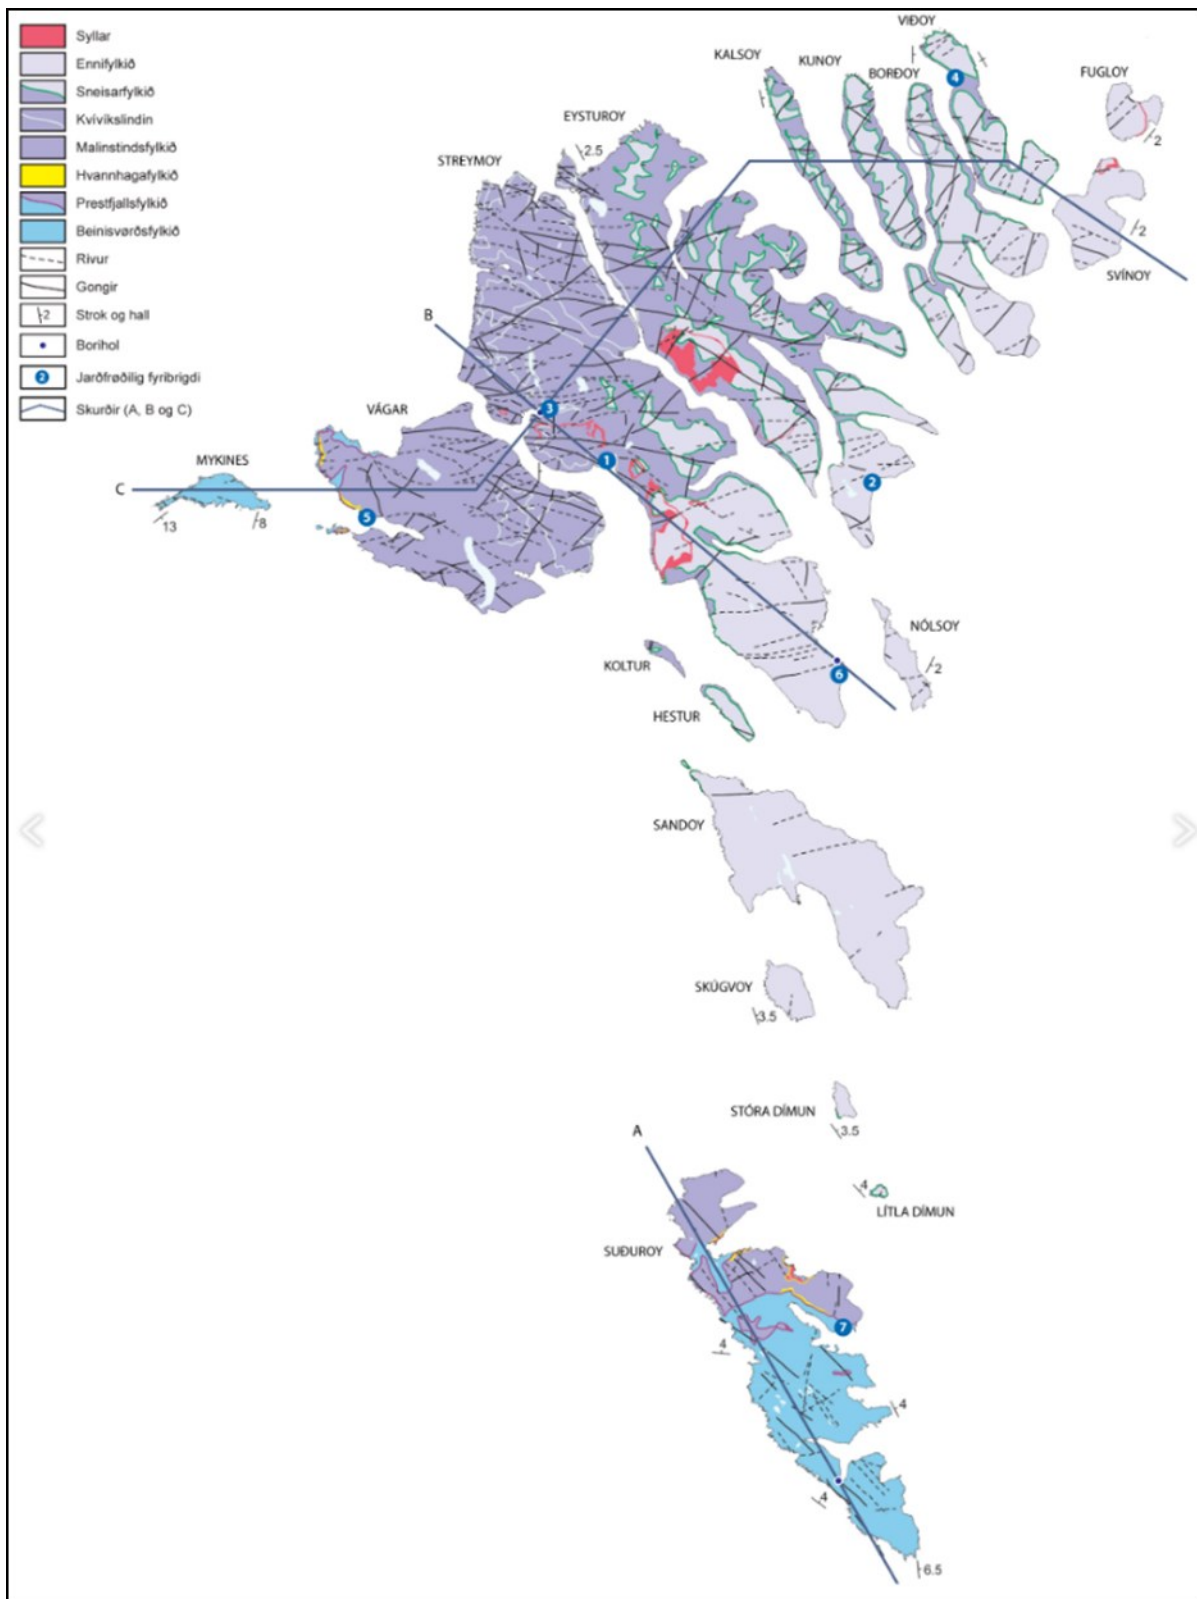 Syllar
Ennifylkið
Sneisarfylkið
Kvívíkslindin
Malinstindsfylkið
Hvannhagafylkið
Prestfjallsfylkið
Beinisvørðsfylkið
Rivur
Gongir
2 Strok og hall
Borihol
2 Jarðfrøðilig fyribrigdi
Skurðir (A, B og C)
VIÐOY
KALSOY
KUNOY
BORÐOY
4
FUGLOY
2
EYSTUROY
2.5
STREYMOY
2
SVÍNOY
B
VÁGAR
3
MYKINES
1
C
2
13
8
5
NÓLSOY
KOLTUR
2
6
HESTUR
SANDOY
SKÚGVOY
3.5
STÓRA DÍMUN
A
3.5
4
LÍTLA DÍMUN
SUÐUROY
7
4
4
4
6.5